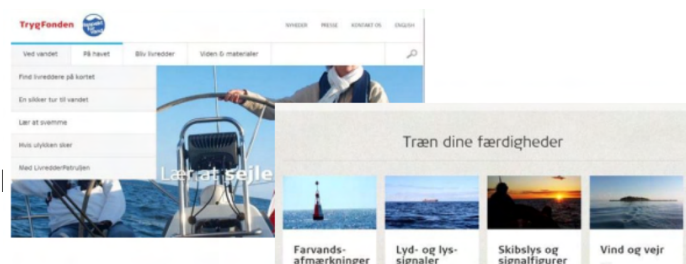 TrygFonden
NYHEDER PRESSE KONTAKT OS ENGLISH
Ved vandet På havet Bliv livredder Viden & materialer
Find livreddere på kortet
En sikker tur til vandet
Lær at svømme
Hvis ulykken sker
Mød LivredderPatruljen
Lær at sejle
Træn dine færdigheder
Farvands-
afmærkninger
Lyd- og lys-
signaler
Skibslys og
signalfigurer
Vind og vejr